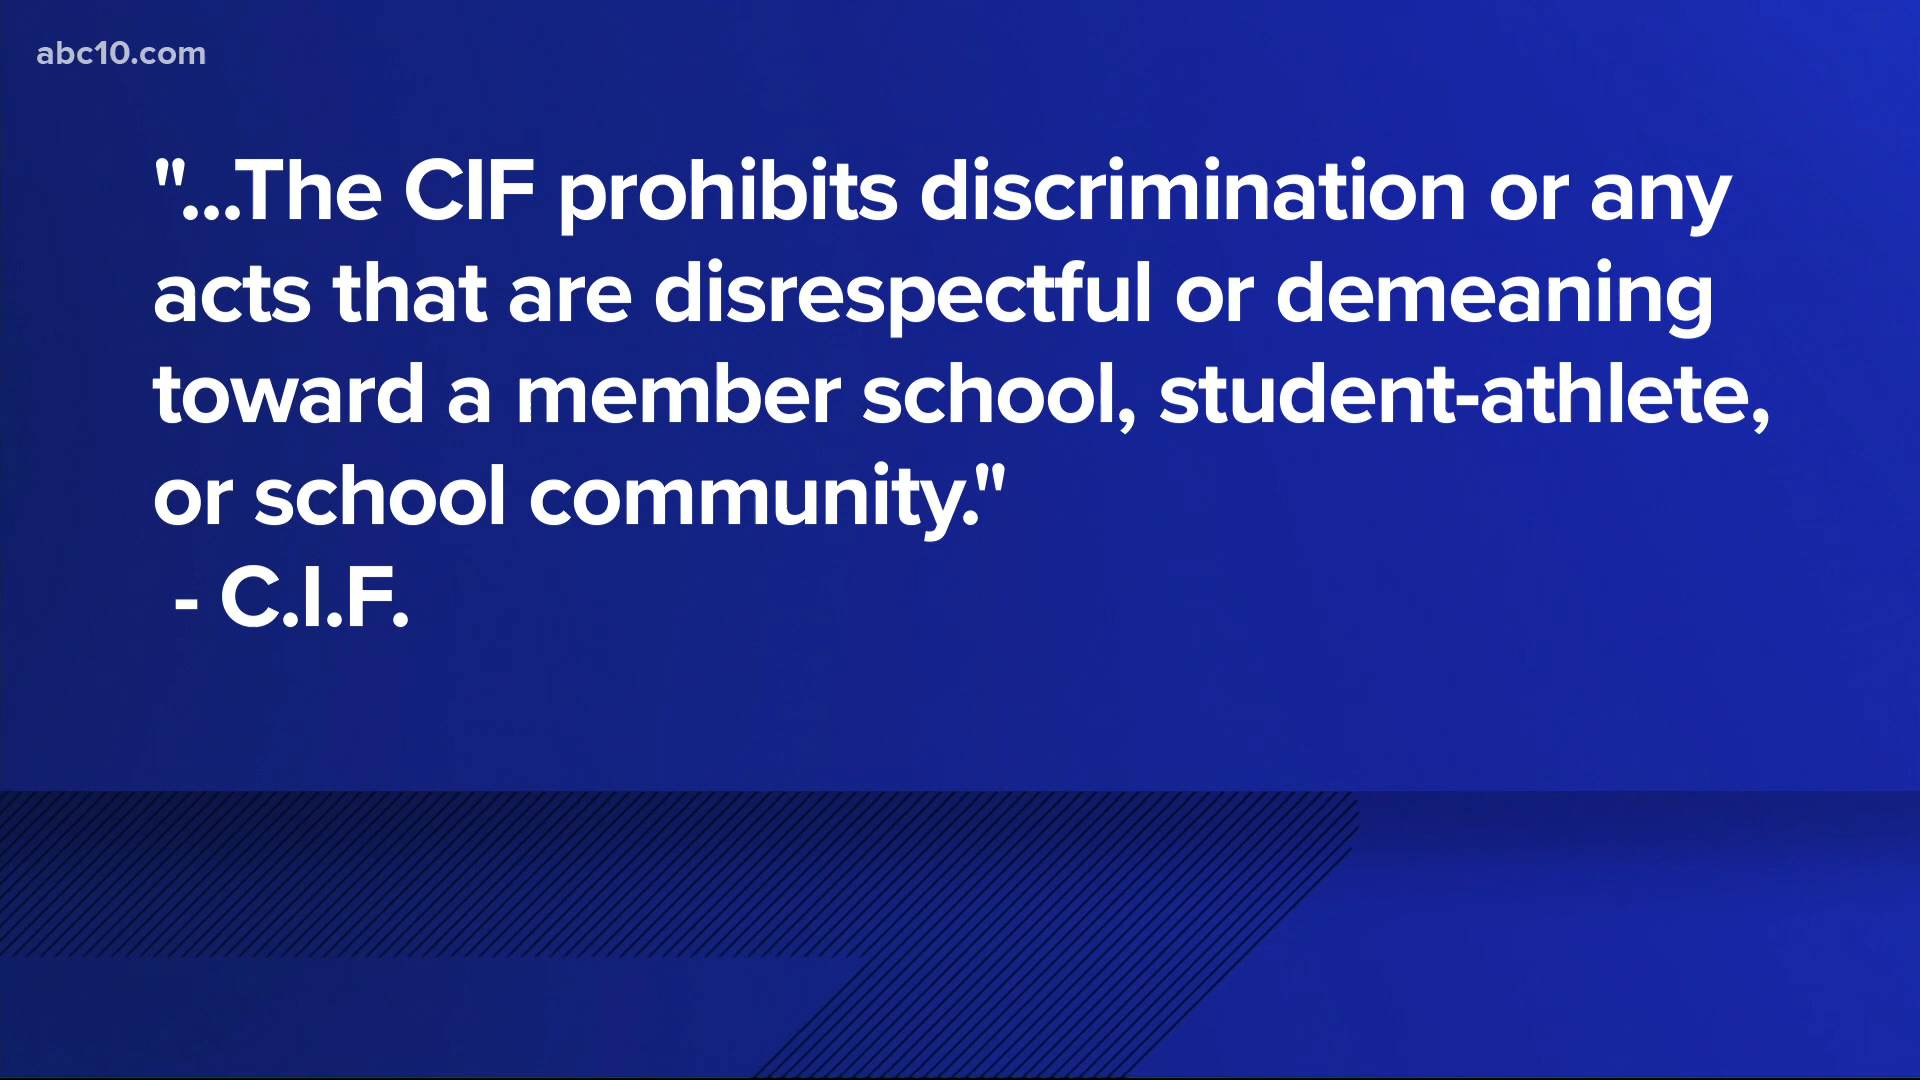 abc10.com
"...The CIF prohibits discrimination or any
acts that are disrespectful or demeaning
toward a member school, student-athlete,
or school community."
- C.I.F.